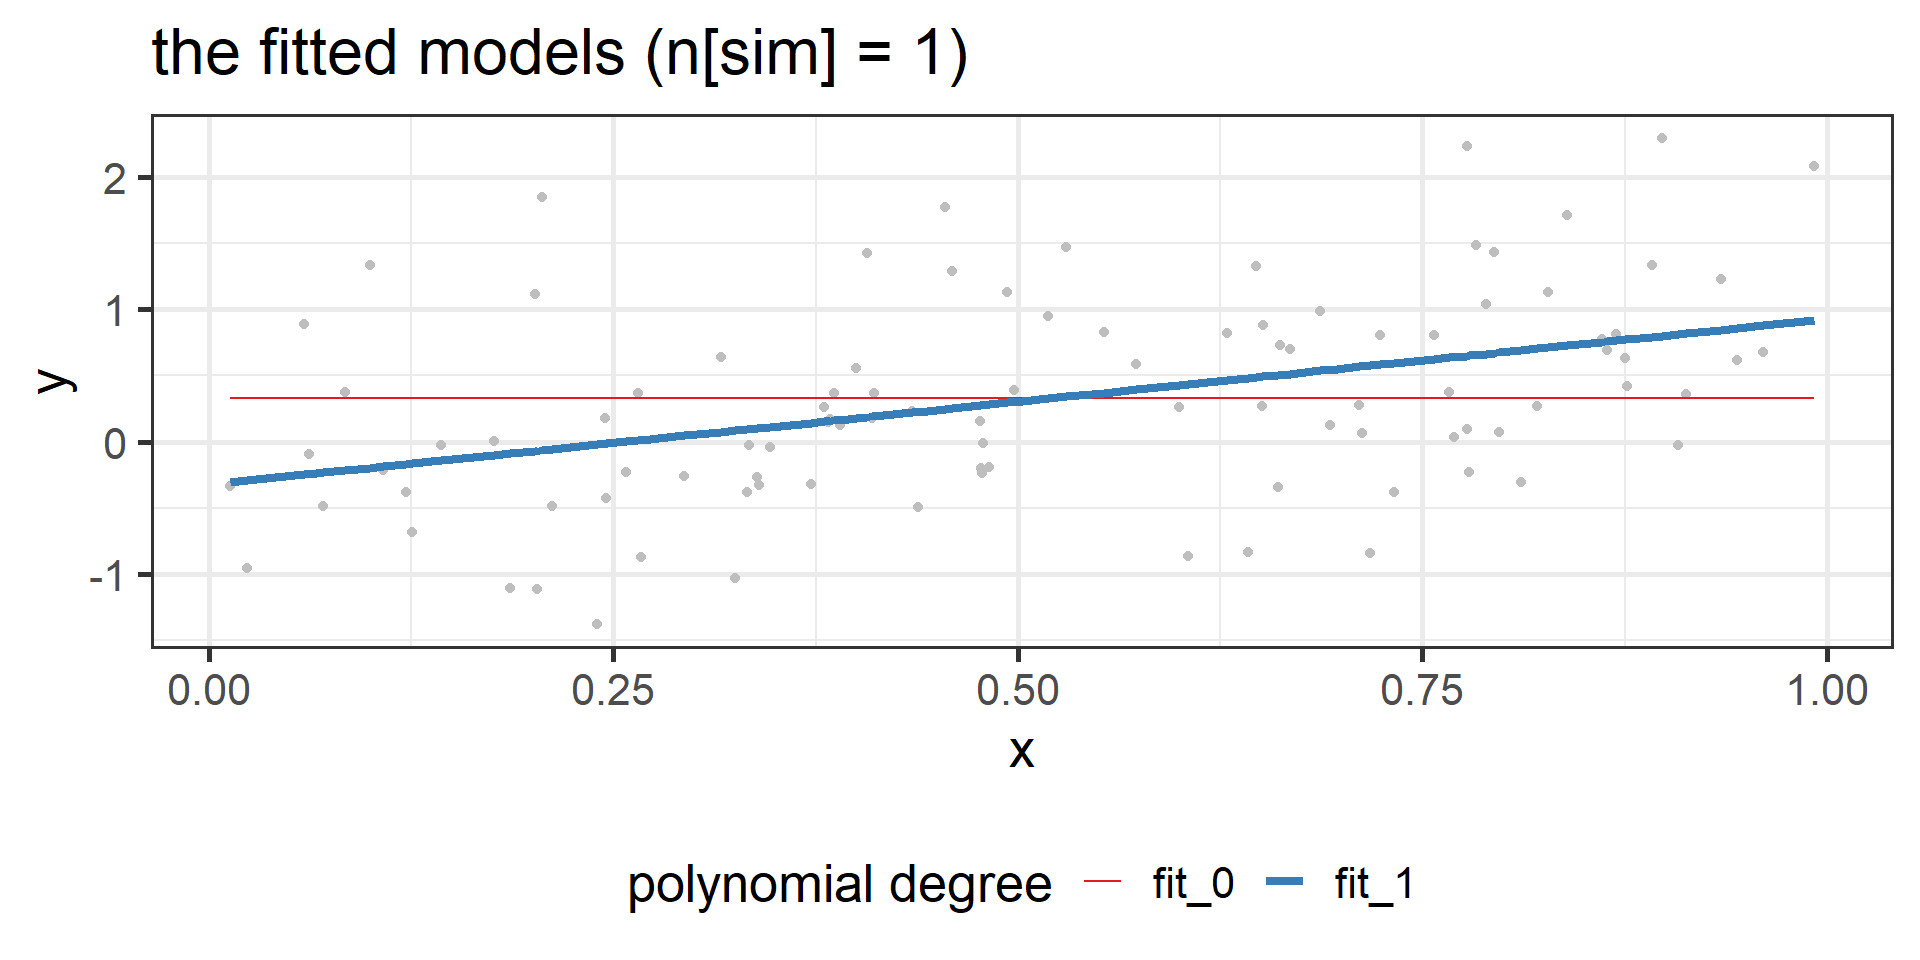 the fitted models (n[sim] = 1)
y
2
1
0
-1
0.00 0.25 0.50 0.75 1.00
x
polynomial degree fit_0 fit_1